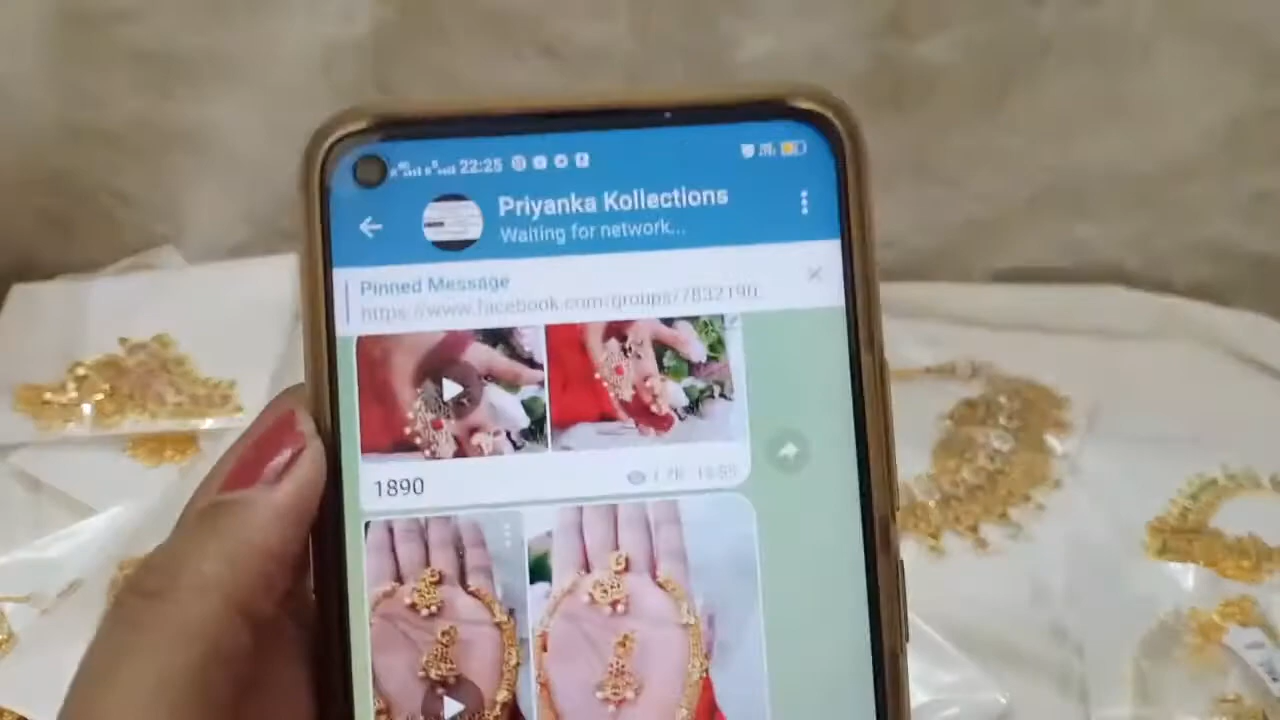 22:25
Priyanka Kollections
Waiting for network...
Pinned Message
https://www.facebook.com/groups/7832190
1890